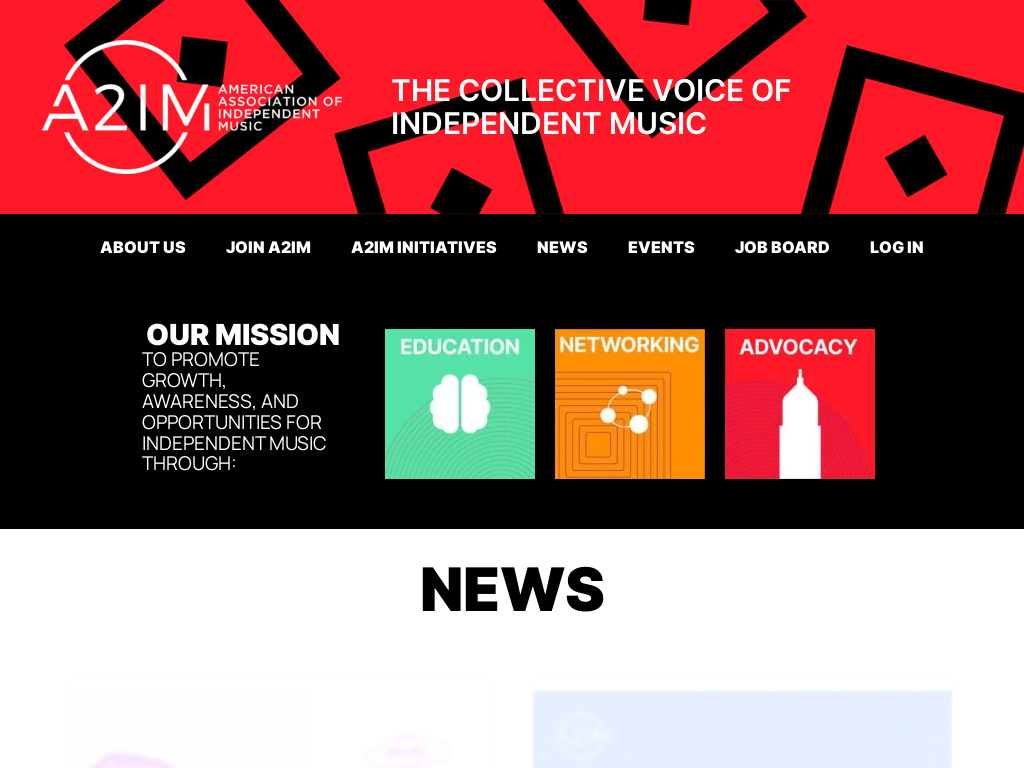 A2IM
AMERICAN
ASSOCIATION OF
INDEPENDENT
MUSIC
THE COLLECTIVE VOICE OF
INDEPENDENT MUSIC
ABOUT US JOIN A2IM A2IM INITIATIVES NEWS EVENTS JOB BOARD LOG IN
OUR MISSION
TO PROMOTE
GROWTH,
AWARENESS, AND
OPPORTUNITIES FOR
INDEPENDENT MUSIC
THROUGH:
EDUCATION
NETWORKING
ADVOCACY
NEWS
A2IM